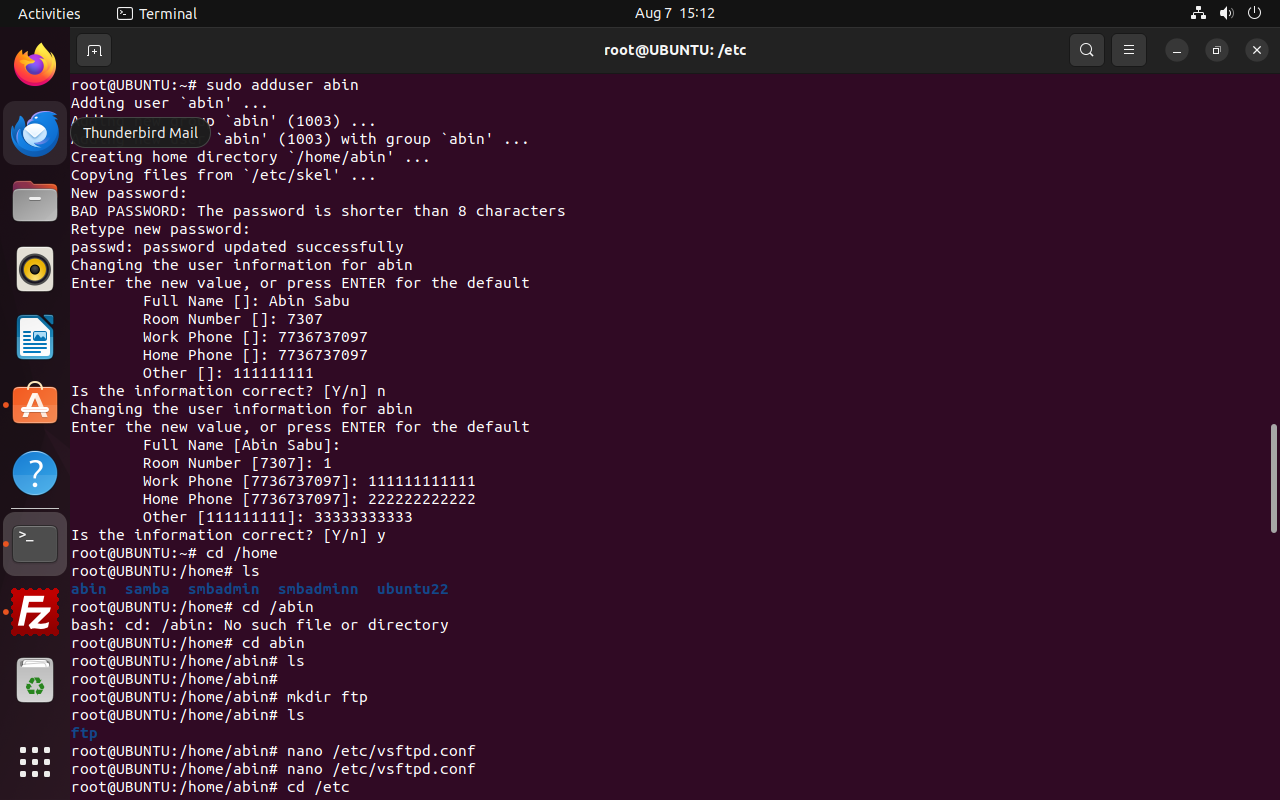 Activities
Terminal
Aug 7 15:12
root@UBUNTU: /etc
root@UBUNTU:~# sudo adduser abin
Adding user `abin' ...
`abin' (1003) ...
Thunderbird Mail
`abin' (1003) with group `abin' ...
Creating home directory `/home/abin' ...
Copying files from `/etc/skel' ...
New password:
BAD PASSWORD: The password is shorter than 8 characters
Retype new password:
passwd: password updated successfully
Changing the user information for abin
Enter the new value, or press ENTER for the default
Full Name []: Abin Sabu
Room Number []: 7307
Work Phone []: 7736737097
Home Phone []: 7736737097
Other []: 111111111
Is the information correct? [Y/n] n
Changing the user information for abin
Enter the new value, or press ENTER for the default
Full Name [Abin Sabu]:
Room Number [7307]: 1
Work Phone [7736737097]: 111111111111
Home Phone [7736737097]: 222222222222
Other [111111111]: 33333333333
Is the information correct? [Y/n] y
root@UBUNTU:~# cd /home
root@UBUNTU:/home# ls
abin samba smbadmin smbadminn ubuntu22
root@UBUNTU:/home# cd /abin
bash: cd: /abin: No such file or directory
root@UBUNTU:/home# cd abin
root@UBUNTU:/home/abin# ls
root@UBUNTU:/home/abin#
root@UBUNTU:/home/abin# mkdir ftp
root@UBUNTU:/home/abin# ls
ftp
root@UBUNTU:/home/abin# nano /etc/vsftpd.conf
root@UBUNTU:/home/abin# nano /etc/vsftpd.conf
root@UBUNTU:/home/abin# cd /etc